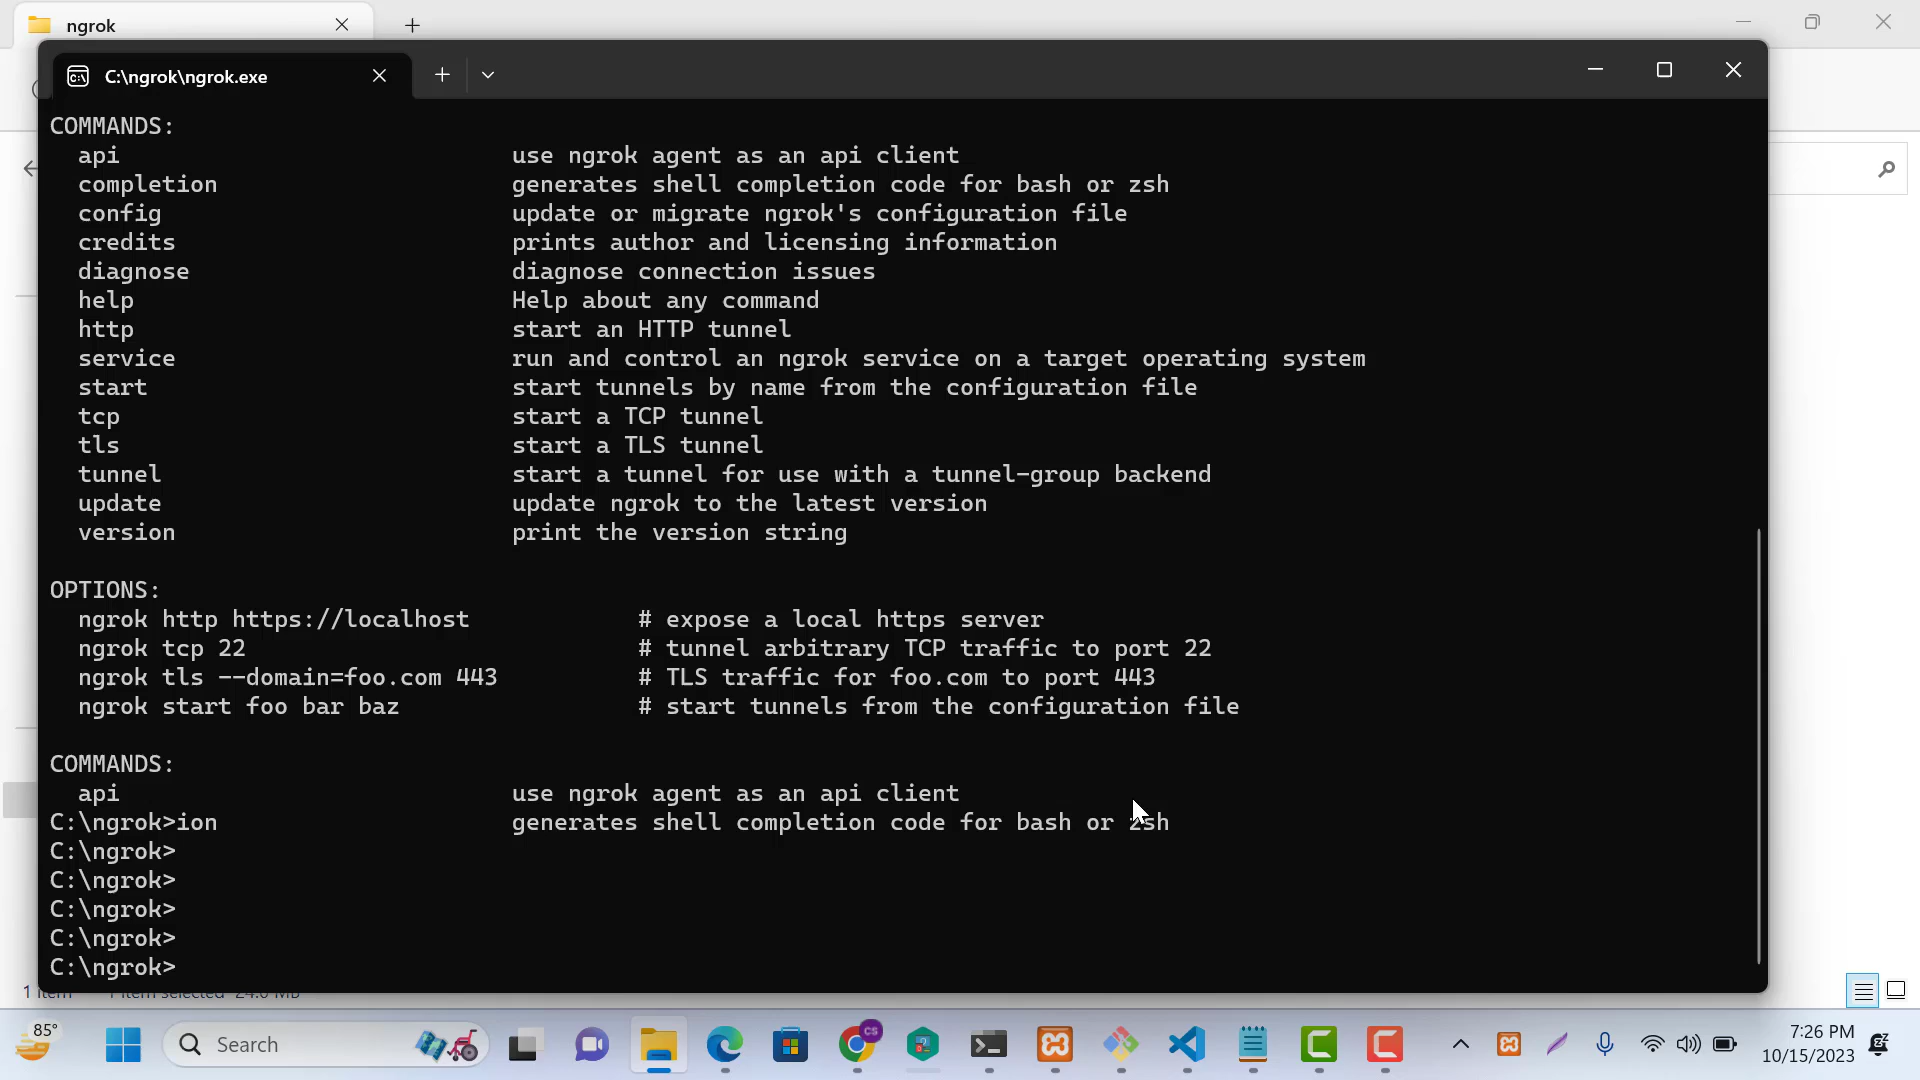 ngrok
C:\ngrok\ngrok.exe
COMMANDS:
api use ngrok agent as an api client
completion generates shell completion code for bash or zsh
config update or migrate ngrok's configuration file
credits prints author and licensing information
diagnose diagnose connection issues
help Help about any command
http start an HTTP tunnel
service run and control an ngrok service on a target operating system
start start tunnels by name from the configuration file
tcp start a TCP tunnel
tls start a TLS tunnel
tunnel start a tunnel for use with a tunnel-group backend
update update ngrok to the latest version
version print the version string
OPTIONS:
ngrok http https://localhost # expose a local https server
ngrok tcp 22 # tunnel arbitrary TCP traffic to port 22
ngrok tls --domain=foo.com 443 # TLS traffic for foo.com to port 443
ngrok start foo bar baz # start tunnels from the configuration file
COMMANDS:
api use ngrok agent as an api client
C:\ngrok>ion generates shell completion code for bash or zsh
C:\ngrok>
C:\ngrok>
C:\ngrok>
C:\ngrok>
C:\ngrok>
1 item 1 item selected 24.0 MB
85°
Search
CS
7:26 PM
10/15/2023